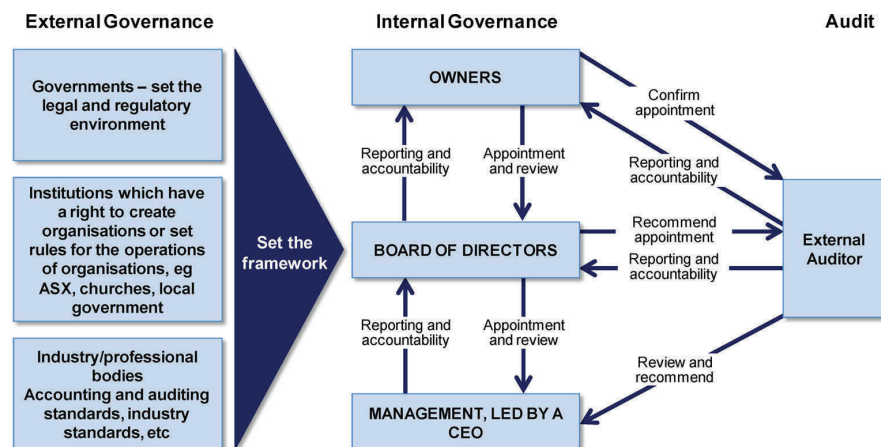 External Governance
Internal Governance
Audit
Governments – set the
legal and regulatory
environment
Institutions which have
a right to create
organisations or set
rules for the operations
of organisations, eg
ASX, churches, local
government
Industry/professional
bodies
Accounting and auditing
standards, industry
standards, etc
Set the
framework
OWNERS
Reporting and
accountability
Appointment
and review
BOARD OF DIRECTORS
Reporting and
accountability
Appointment
and review
MANAGEMENT, LED BY A
CEO
Confirm
appointment
Reporting and
accountability
Recommend
appointment
Reporting and
accountability
Review and
recommend
External
Auditor